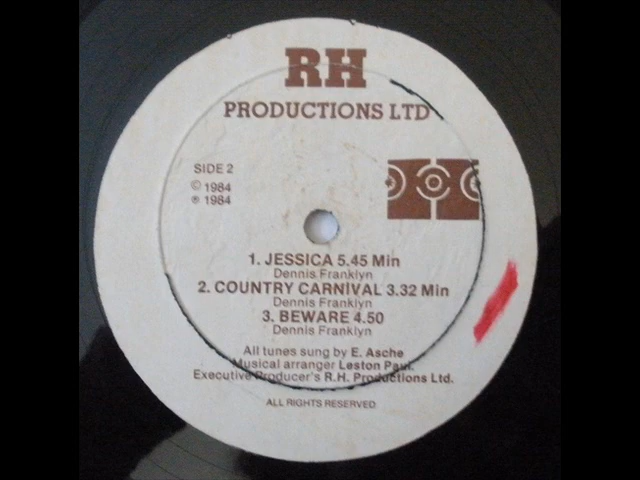 RH
PRODUCTIONS LTD
SIDE 2
© 1984
℗ 1984
1. JESSICA 5.45 Min
Dennis Franklyn
2. COUNTRY CARNIVAL 3.32 Min
Dennis Franklyn
3. BEWARE 4.50
Dennis Franklyn
All tunes sung by E. Asche
Musical arranger Leston Paul.
Executive Producer's R.H. Productions Ltd.
ALL RIGHTS RESERVED